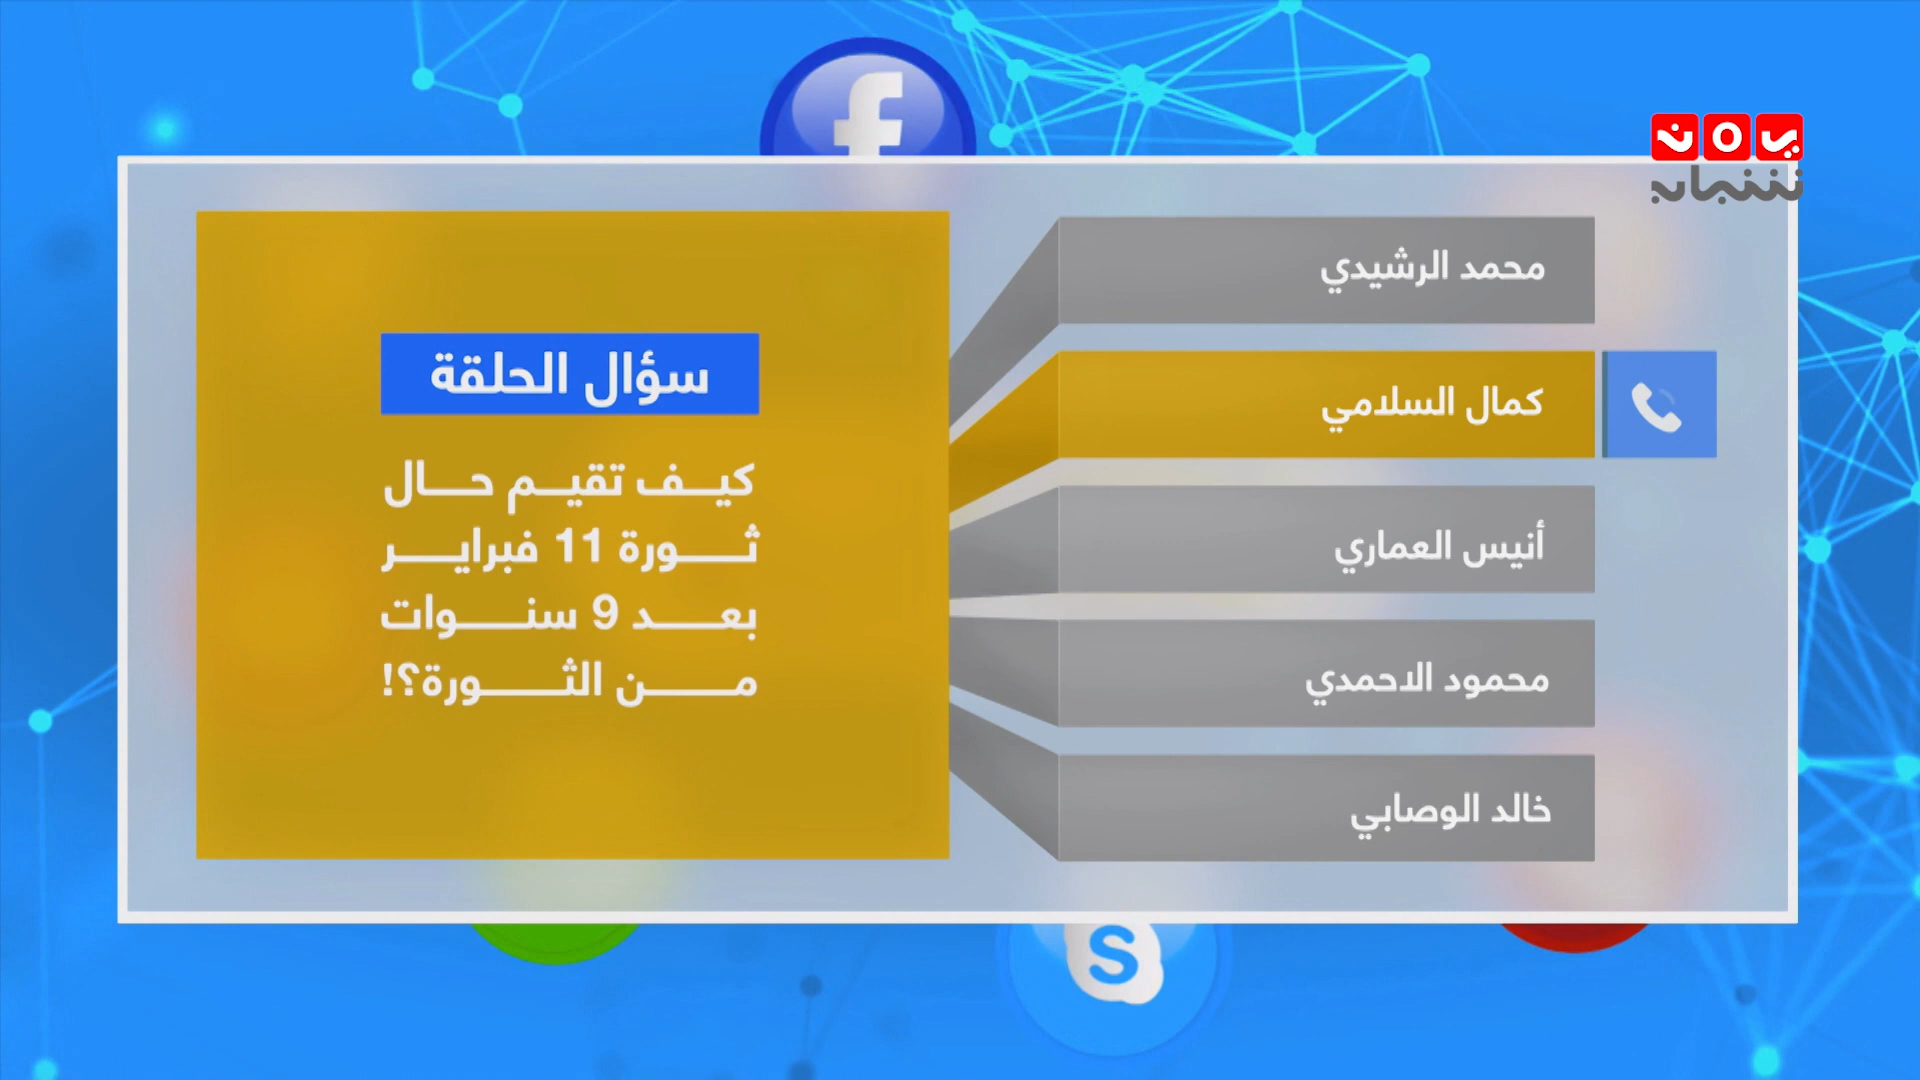 يمن
شباب
سؤال الحلقة
كيف تقيم حال
ثورة 11 فبراير
بعد 9 سنوات
من الثورة؟!
محمد الرشيدي
كمال السلامي
أنيس العماري
محمود الاحمدي
خالد الوصابي